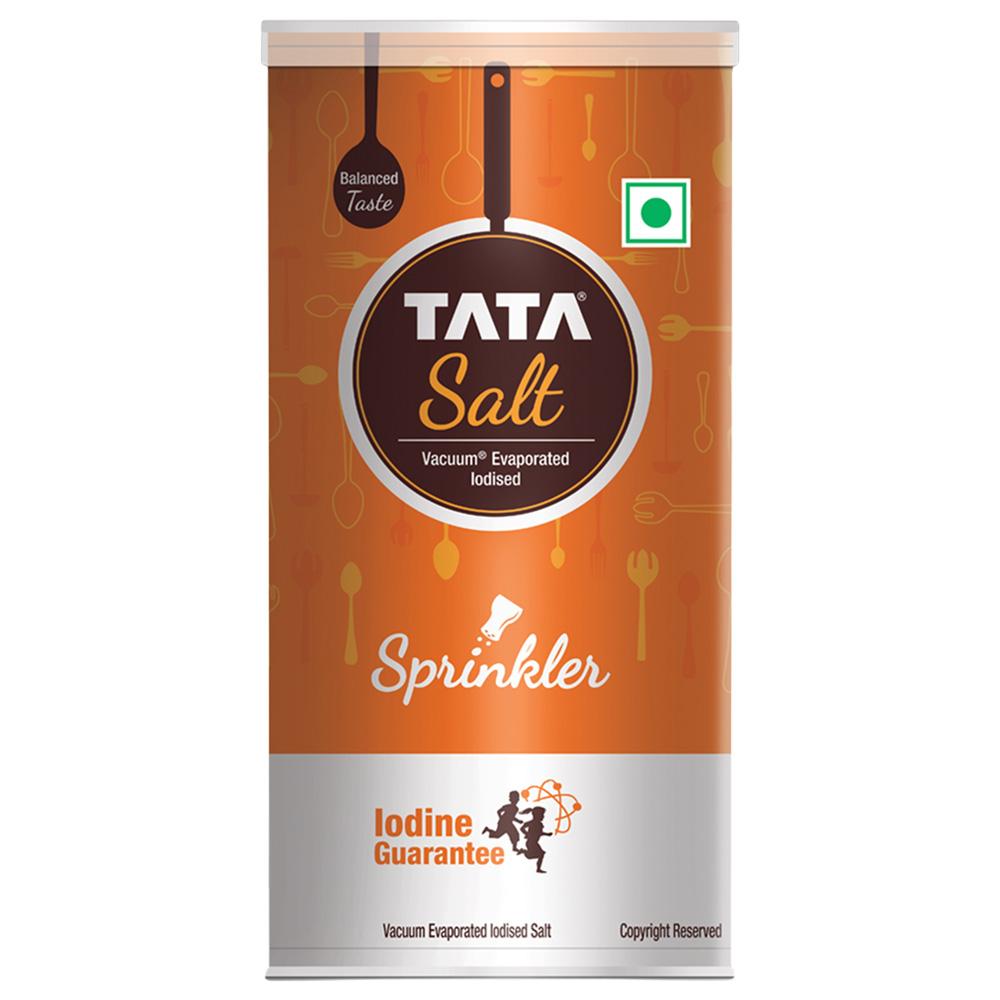 Balanced
Taste
TATA®
Salt
Vacuum® Evaporated
Iodised
Sprinkler
Iodine
Guarantee
Vacuum Evaporated Iodised Salt
Copyright Reserved